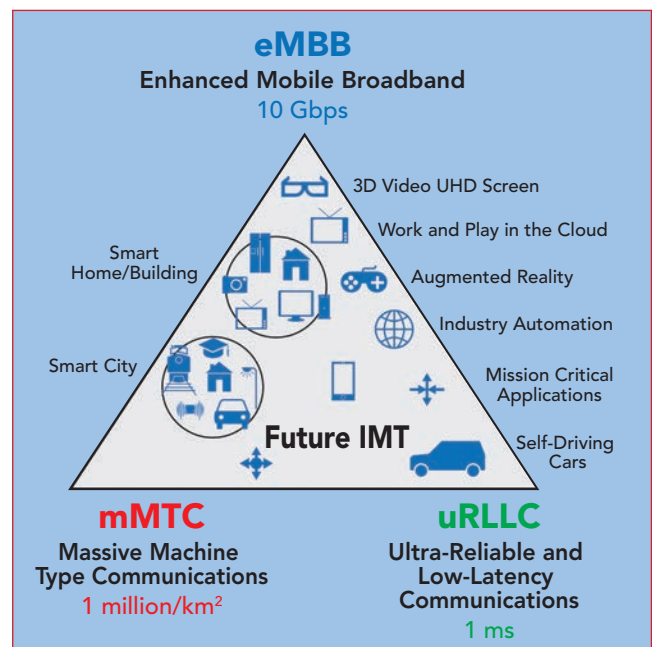 eMBB
Enhanced Mobile Broadband
10 Gbps
3D Video UHD Screen
Work and Play in the Cloud
Smart
Home/Building
Augmented Reality
Industry Automation
Smart City
Mission Critical
Applications
Future IMT
Self-Driving
Cars
mMTC
Massive Machine
Type Communications
1 million/km²
uRLLC
Ultra-Reliable and
Low-Latency
Communications
1 ms